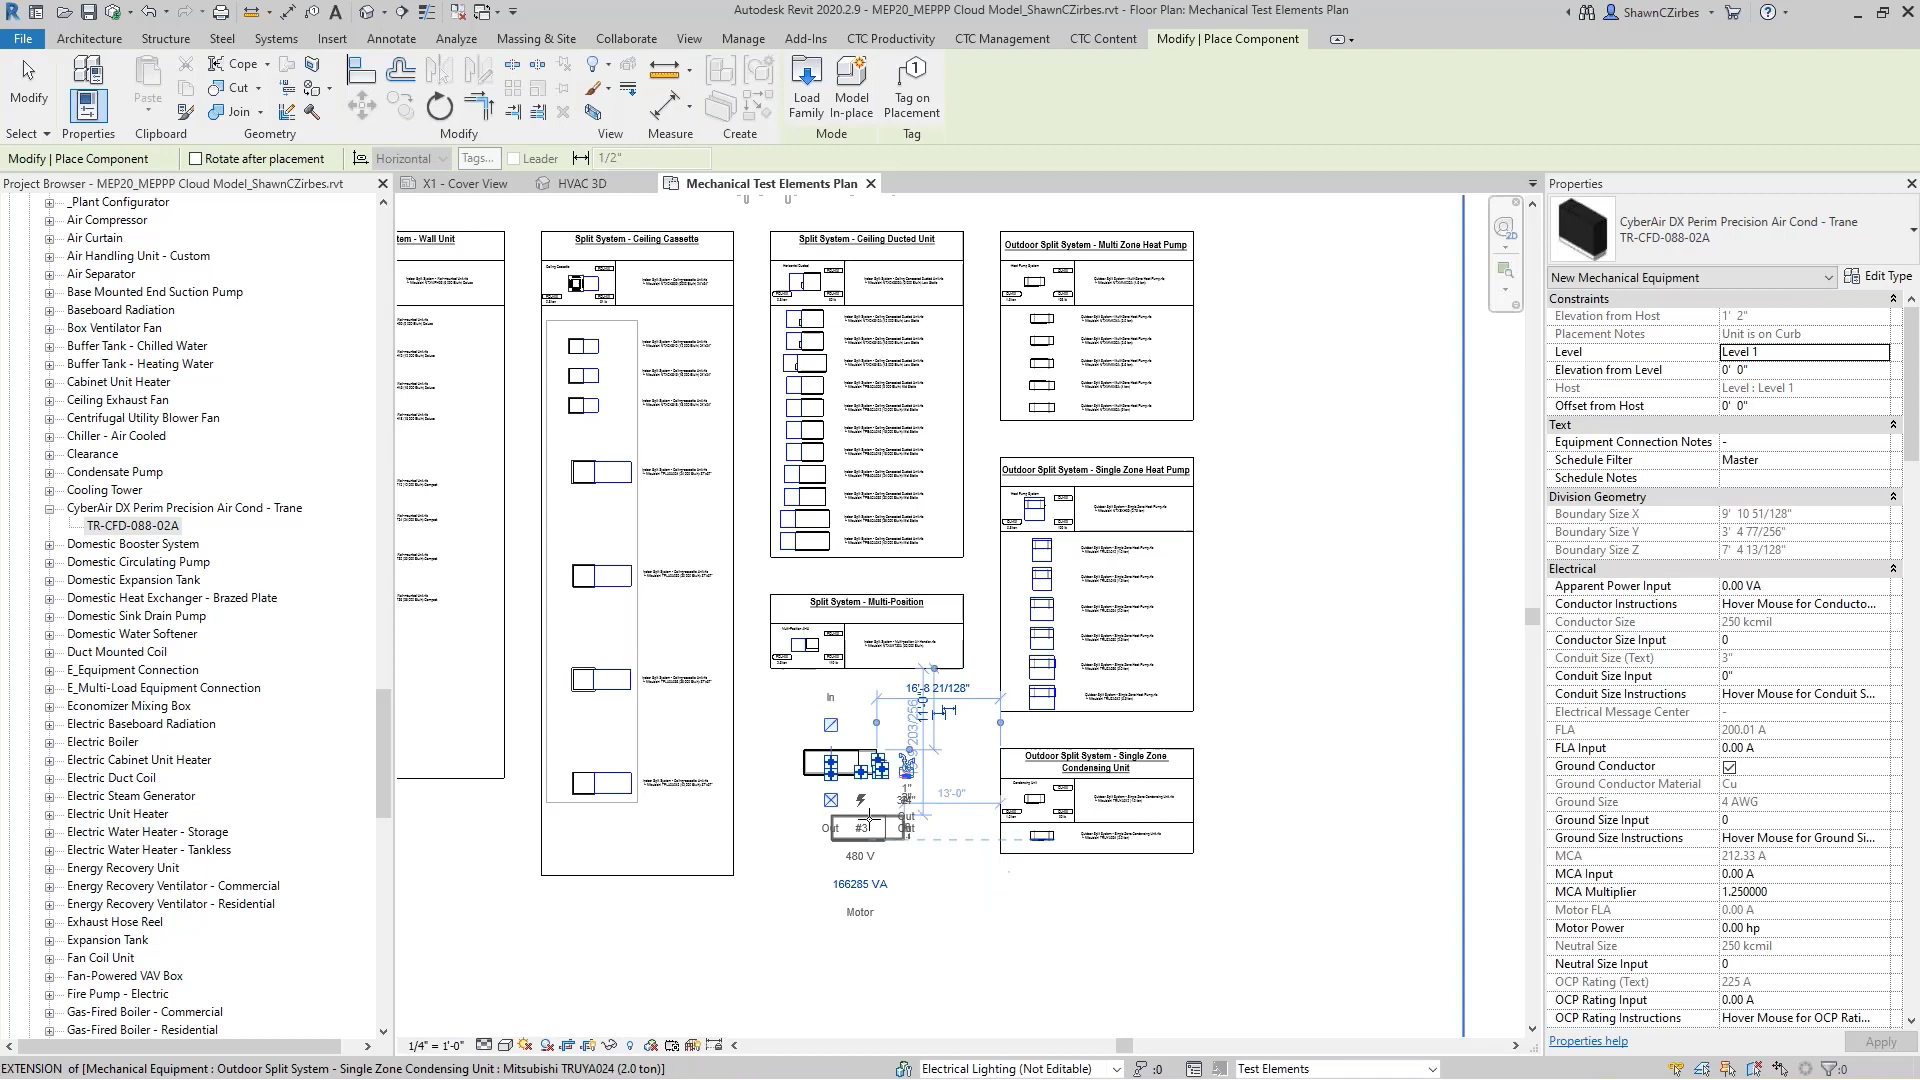 Autodesk Revit 2020.2.9 - MEP20_MEPPP Cloud Model_ShawnCZirbes.rvt - Floor Plan: Mechanical Test Elements Plan
ShawnCZirbes
File Architecture Structure Steel Systems Insert Annotate Analyze Massing & Site Collaborate View Manage Add-Ins CTC Productivity CTC Management CTC Content Modify | Place Component
Modify
Paste
Cope
Cut
Join
Load Family
Model In-place
Tag on Placement
Select Properties Clipboard Geometry Modify View Measure Create Mode Tag
Modify | Place Component Rotate after placement Horizontal Tags... Leader 1/2"
Project Browser - MEP20_MEPPP Cloud Model_ShawnCZirbes.rvt
X1 - Cover View HVAC 3D Mechanical Test Elements Plan
_Plant Configurator
Air Compressor
Air Curtain
Air Handling Unit - Custom
Air Separator
Base Mounted End Suction Pump
Baseboard Radiation
Box Ventilator Fan
Buffer Tank - Chilled Water
Buffer Tank - Heating Water
Cabinet Unit Heater
Ceiling Exhaust Fan
Centrifugal Utility Blower Fan
Chiller - Air Cooled
Clearance
Condensate Pump
Cooling Tower
CyberAir DX Perim Precision Air Cond - Trane
TR-CFD-088-02A
Domestic Booster System
Domestic Circulating Pump
Domestic Expansion Tank
Domestic Heat Exchanger - Brazed Plate
Domestic Sink Drain Pump
Domestic Water Softener
Duct Mounted Coil
E_Equipment Connection
E_Multi-Load Equipment Connection
Economizer Mixing Box
Electric Baseboard Radiation
Electric Boiler
Electric Cabinet Unit Heater
Electric Duct Coil
Electric Steam Generator
Electric Unit Heater
Electric Water Heater - Storage
Electric Water Heater - Tankless
Energy Recovery Unit
Energy Recovery Ventilator - Commercial
Energy Recovery Ventilator - Residential
Exhaust Hose Reel
Expansion Tank
Fan Coil Unit
Fan-Powered VAV Box
Fire Pump - Electric
Gas-Fired Boiler - Commercial
Gas-Fired Boiler - Residential
tem - Wall Unit
Split System - Ceiling Cassette
Split System - Ceiling Ducted Unit
Outdoor Split System - Multi Zone Heat Pump
Outdoor Split System - Single Zone Heat Pump
Split System - Multi-Position
Outdoor Split System - Single Zone
Condensing Unit
In
16'-8 21/128"
13'-0"
Out #3 Out
480 V
166285 VA
Motor
Properties
CyberAir DX Perim Precision Air Cond - Trane
TR-CFD-088-02A
New Mechanical Equipment Edit Type
Constraints
Elevation from Host 1' 2"
Placement Notes Unit is on Curb
Level Level 1
Elevation from Level 0' 0"
Host Level : Level 1
Offset from Host 0' 0"
Text
Equipment Connection Notes -
Schedule Filter Master
Schedule Notes
Division Geometry
Boundary Size X 9' 10 51/128"
Boundary Size Y 3' 4 77/256"
Boundary Size Z 7' 4 13/128"
Electrical
Apparent Power Input 0.00 VA
Conductor Instructions Hover Mouse for Conducto...
Conductor Size 250 kcmil
Conductor Size Input 0
Conduit Size (Text) 3"
Conduit Size Input 0"
Conduit Size Instructions Hover Mouse for Conduit S...
Electrical Message Center -
FLA 200.01 A
FLA Input 0.00 A
Ground Conductor
Ground Conductor Material Cu
Ground Size 4 AWG
Ground Size Input 0
Ground Size Instructions Hover Mouse for Ground Si...
MCA 212.33 A
MCA Input 0.00 A
MCA Multiplier 1.250000
Motor FLA 0.00 A
Motor Power 0.00 hp
Neutral Size 250 kcmil
Neutral Size Input 0
OCP Rating (Text) 225 A
OCP Rating Input 0.00 A
OCP Rating Instructions Hover Mouse for OCP Rati...
Properties help Apply
1/4" = 1'-0"
EXTENSION of [Mechanical Equipment : Outdoor Split System - Single Zone Condensing Unit : Mitsubishi TRUYA024 (2.0 ton)] Electrical Lighting (Not Editable) :0 Test Elements :0